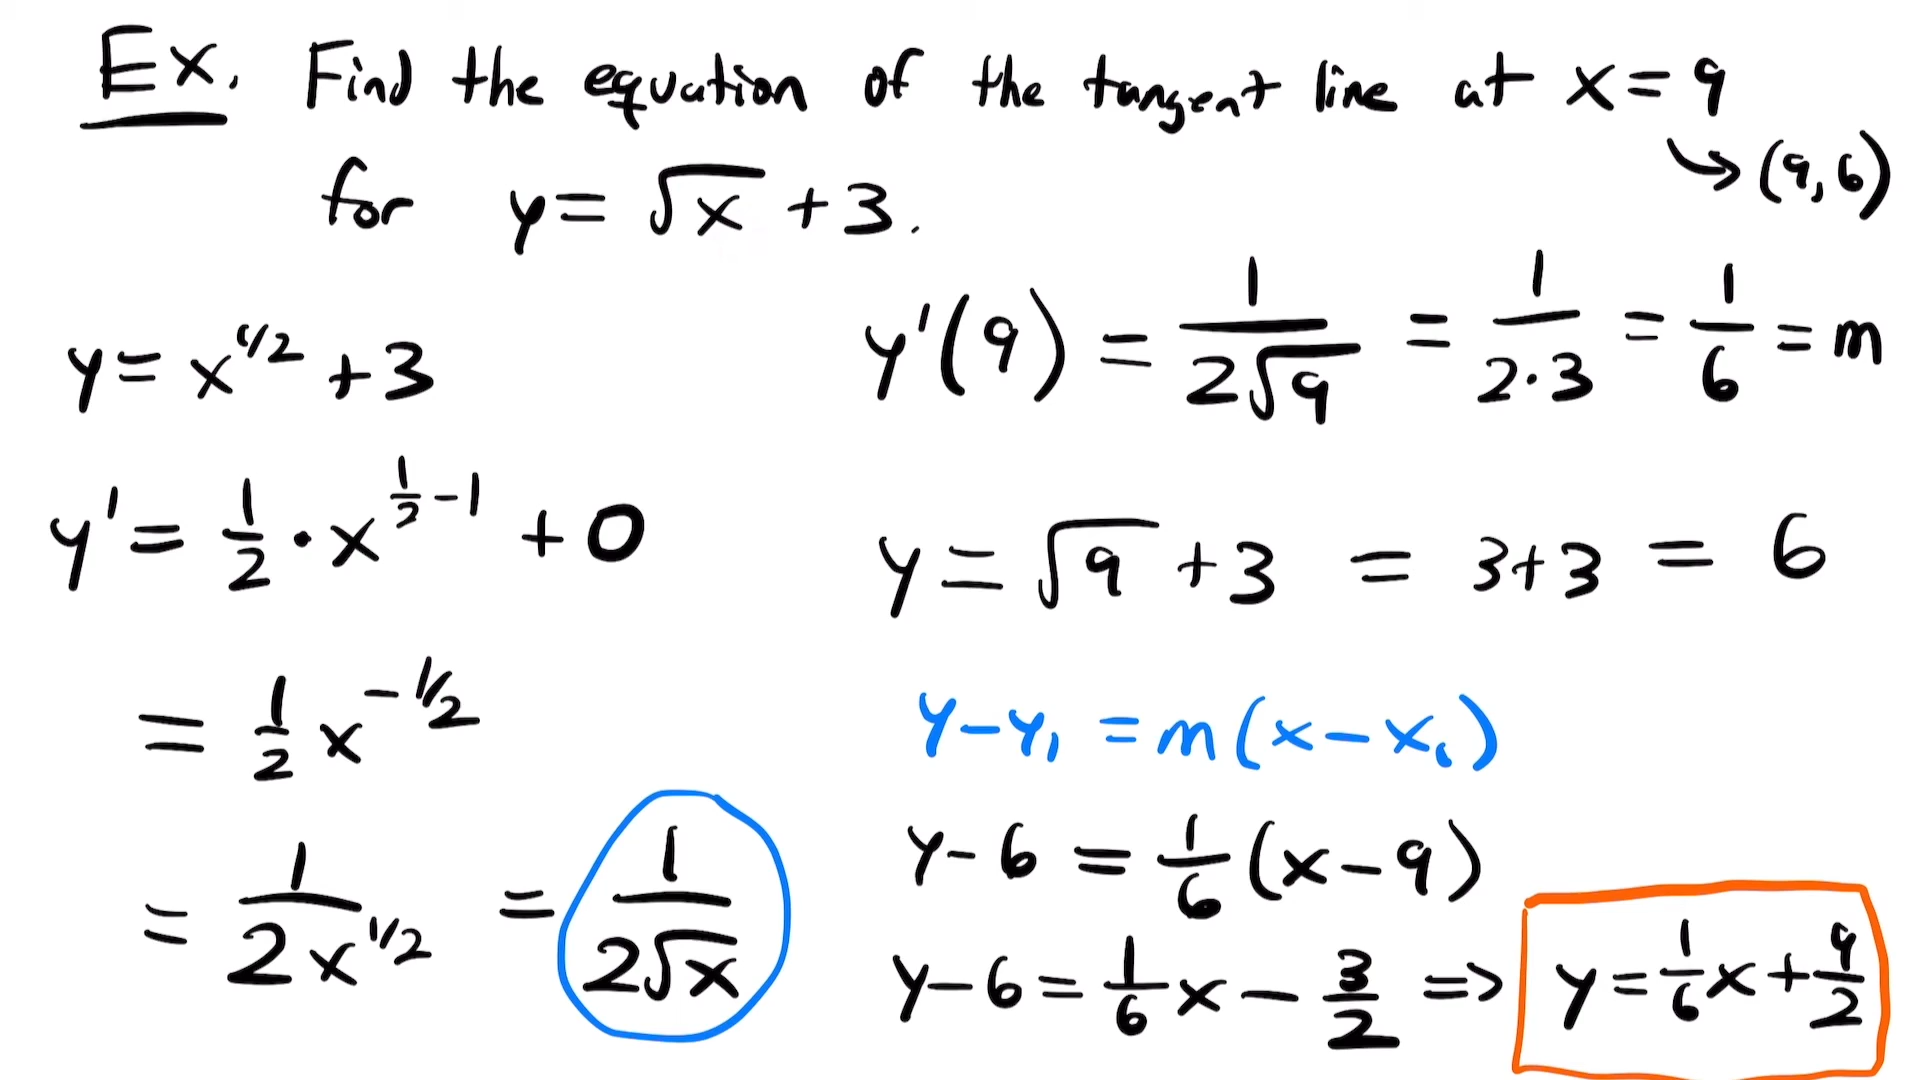 Ex. Find the equation of the tangent line at x = 9
→ (9, 6)
for y = √x + 3.
y = x^(1/2) + 3
y' = 1/2 · x^(1/2 - 1) + 0
= 1/2 x^(-1/2)
= 1/(2x^(1/2)) = 1/(2√x)
y'(9) = 1/(2√9) = 1/(2·3) = 1/6 = m
y = √9 + 3 = 3+3 = 6
y - y₁ = m(x - x₁)
y - 6 = 1/6 (x - 9)
y - 6 = 1/6 x - 3/2 ⇒ y = 1/6 x + 9/2